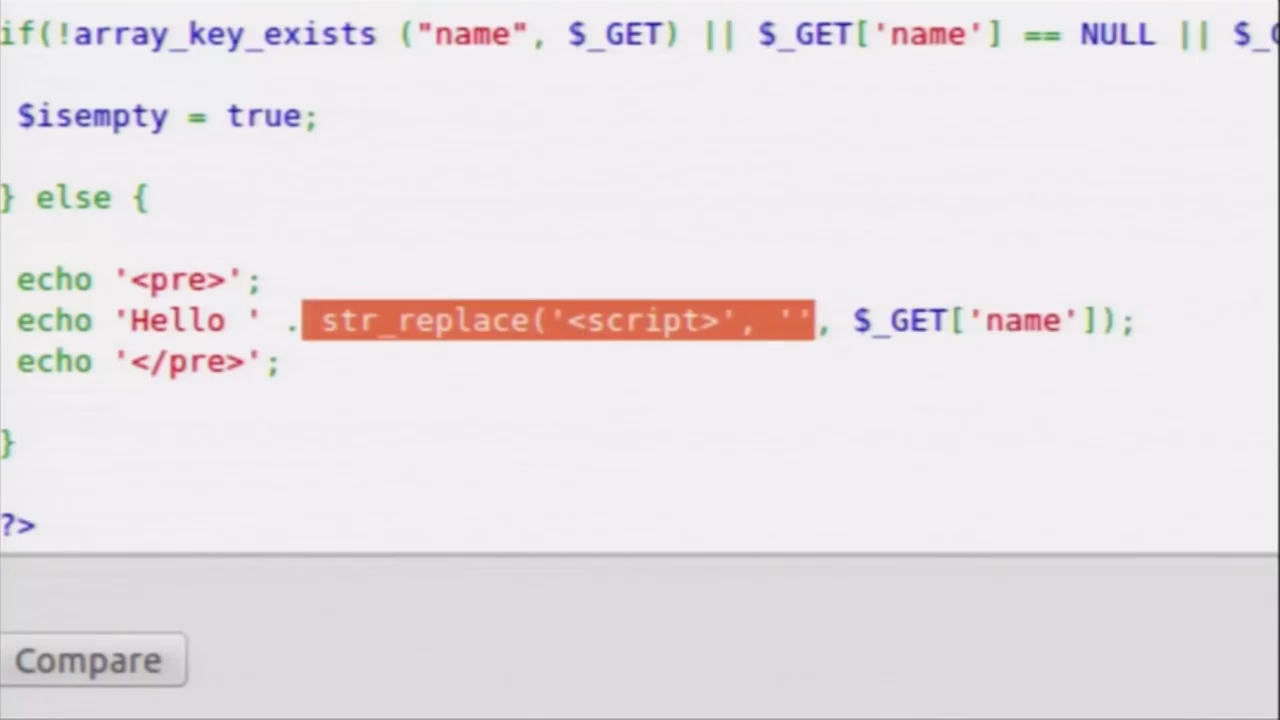 if(!array_key_exists ("name", $_GET) || $_GET['name'] == NULL || $_
$isempty = true;
} else {
echo '<pre>';
echo 'Hello ' . str_replace('<script>', '', $_GET['name']);
echo '</pre>';
}
?>
Compare